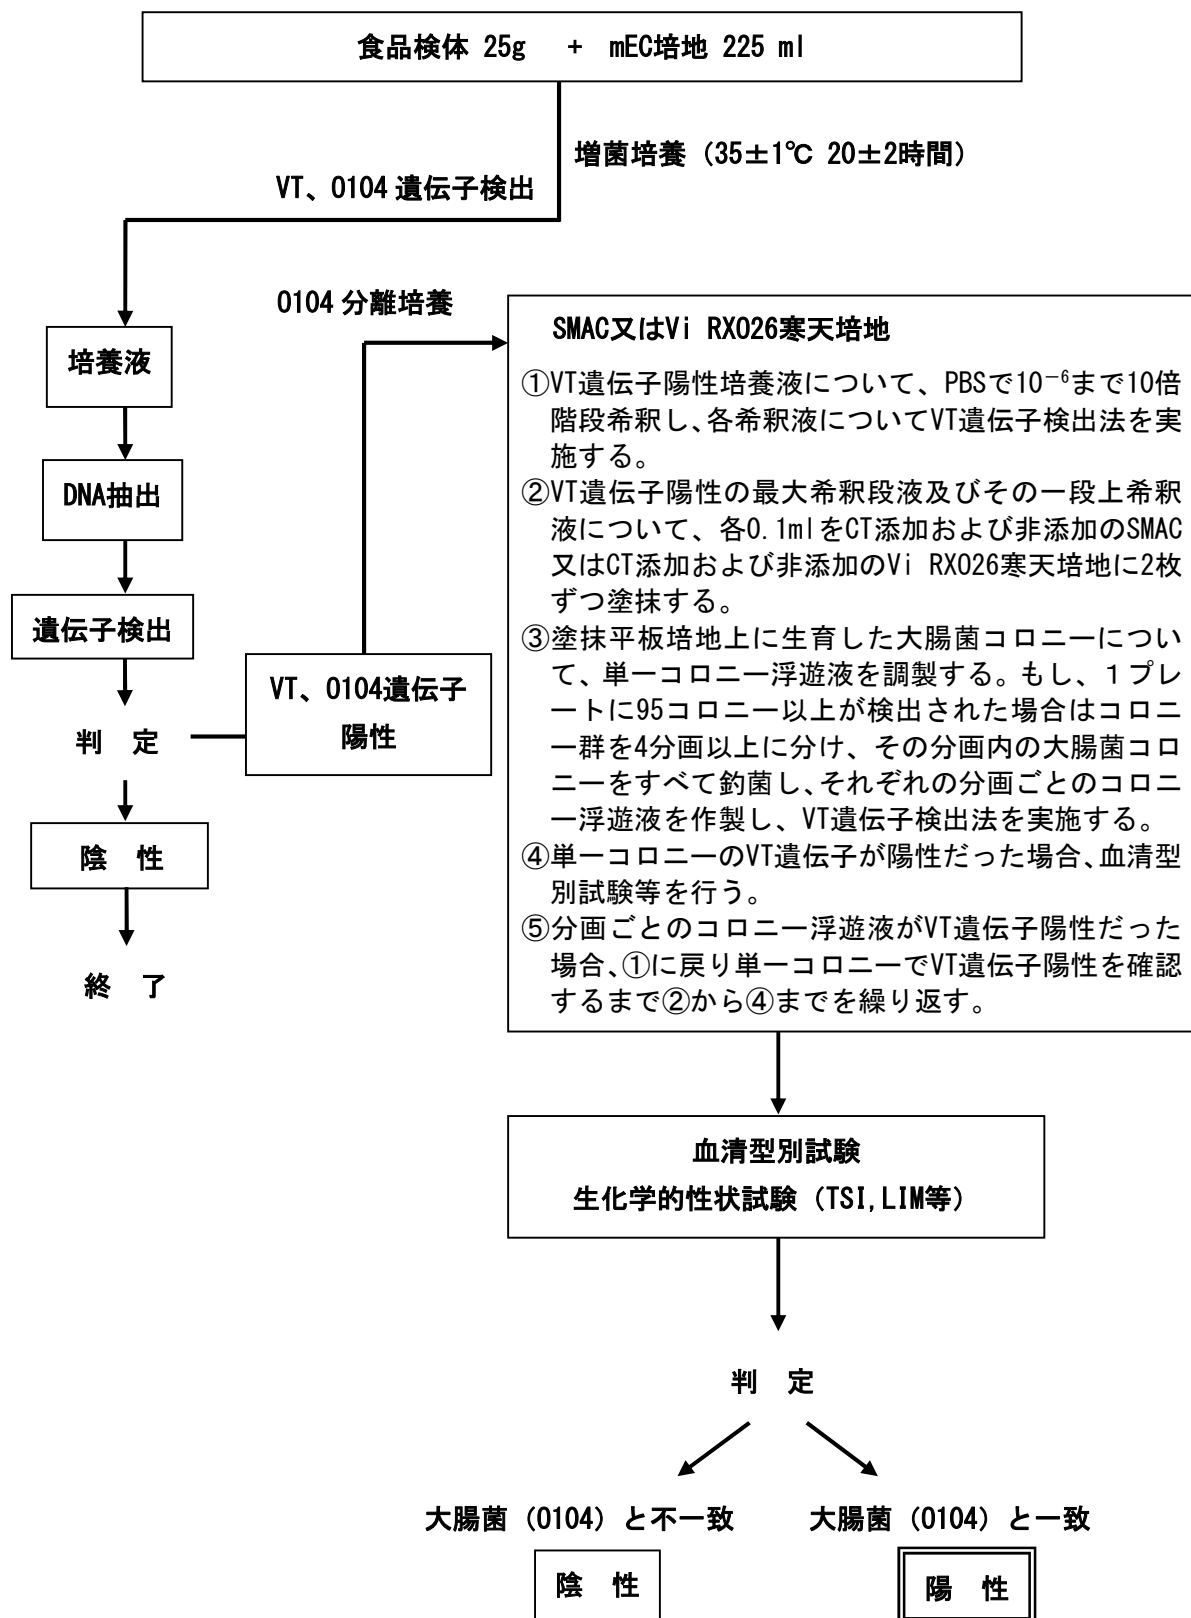 食品検体 25g + mEC培地 225 ml
増菌培養（35±1℃ 20±2時間）
VT、O104 遺伝子検出
培養液
DNA抽出
遺伝子検出
判 定
陰 性
終 了
VT、O104遺伝子
陽性
O104 分離培養
SMAC又はVi RXO26寒天培地
①VT遺伝子陽性培養液について、PBSで10⁻⁶まで10倍
階段希釈し、各希釈液についてVT遺伝子検出法を実
施する。
②VT遺伝子陽性の最大希釈段液及びその一段上希釈
液について、各0.1mlをCT添加および非添加のSMAC
又はCT添加および非添加のVi RXO26寒天培地に2枚
ずつ塗抹する。
③塗抹平板培地上に生育した大腸菌コロニーについ
て、単一コロニー浮遊液を調製する。もし、１プレ
ートに95コロニー以上が検出された場合はコロニ
ー群を4分画以上に分け、その分画内の大腸菌コロ
ニーをすべて釣菌し、それぞれの分画ごとのコロニ
ー浮遊液を作製し、VT遺伝子検出法を実施する。
④単一コロニーのVT遺伝子が陽性だった場合、血清型
別試験等を行う。
⑤分画ごとのコロニー浮遊液がVT遺伝子陽性だった
場合、①に戻り単一コロニーでVT遺伝子陽性を確認
するまで②から④までを繰り返す。
血清型別試験
生化学的性状試験（TSI,LIM等）
判 定
大腸菌（O104）と不一致
陰 性
大腸菌（O104）と一致
陽 性